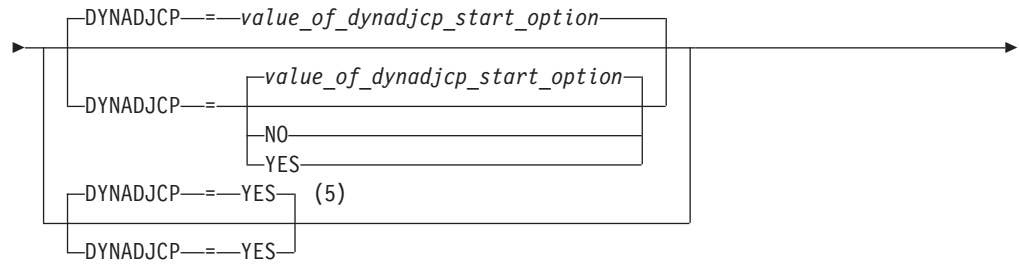 DYNADJCP = value_of_dynadjcp_start_option
value_of_dynadjcp_start_option
DYNADJCP =
NO
YES
DYNADJCP = YES (5)
DYNADJCP = YES